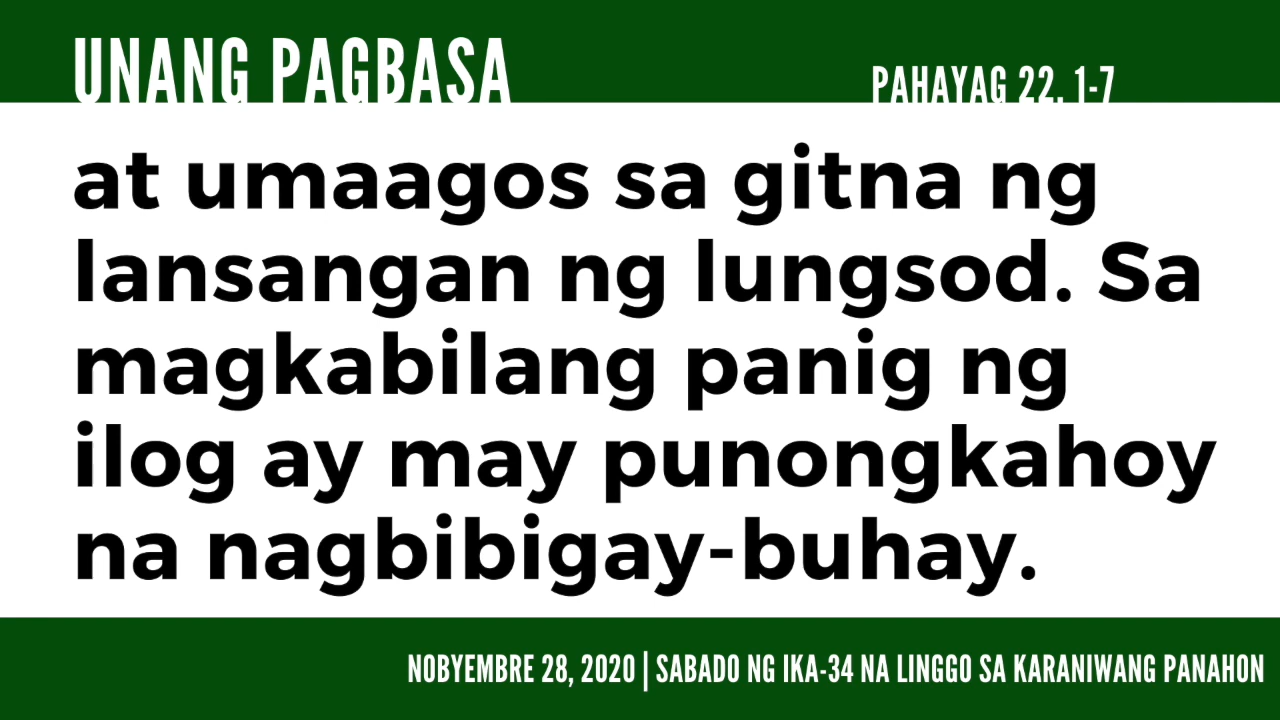 UNANG PAGBASA
PAHAYAG 22, 1-7
at umaagos sa gitna ng
lansangan ng lungsod. Sa
magkabilang panig ng
ilog ay may punongkahoy
na nagbibigay-buhay.
NOBYEMBRE 28, 2020 | SABADO NG IKA-34 NA LINGGO SA KARANIWANG PANAHON